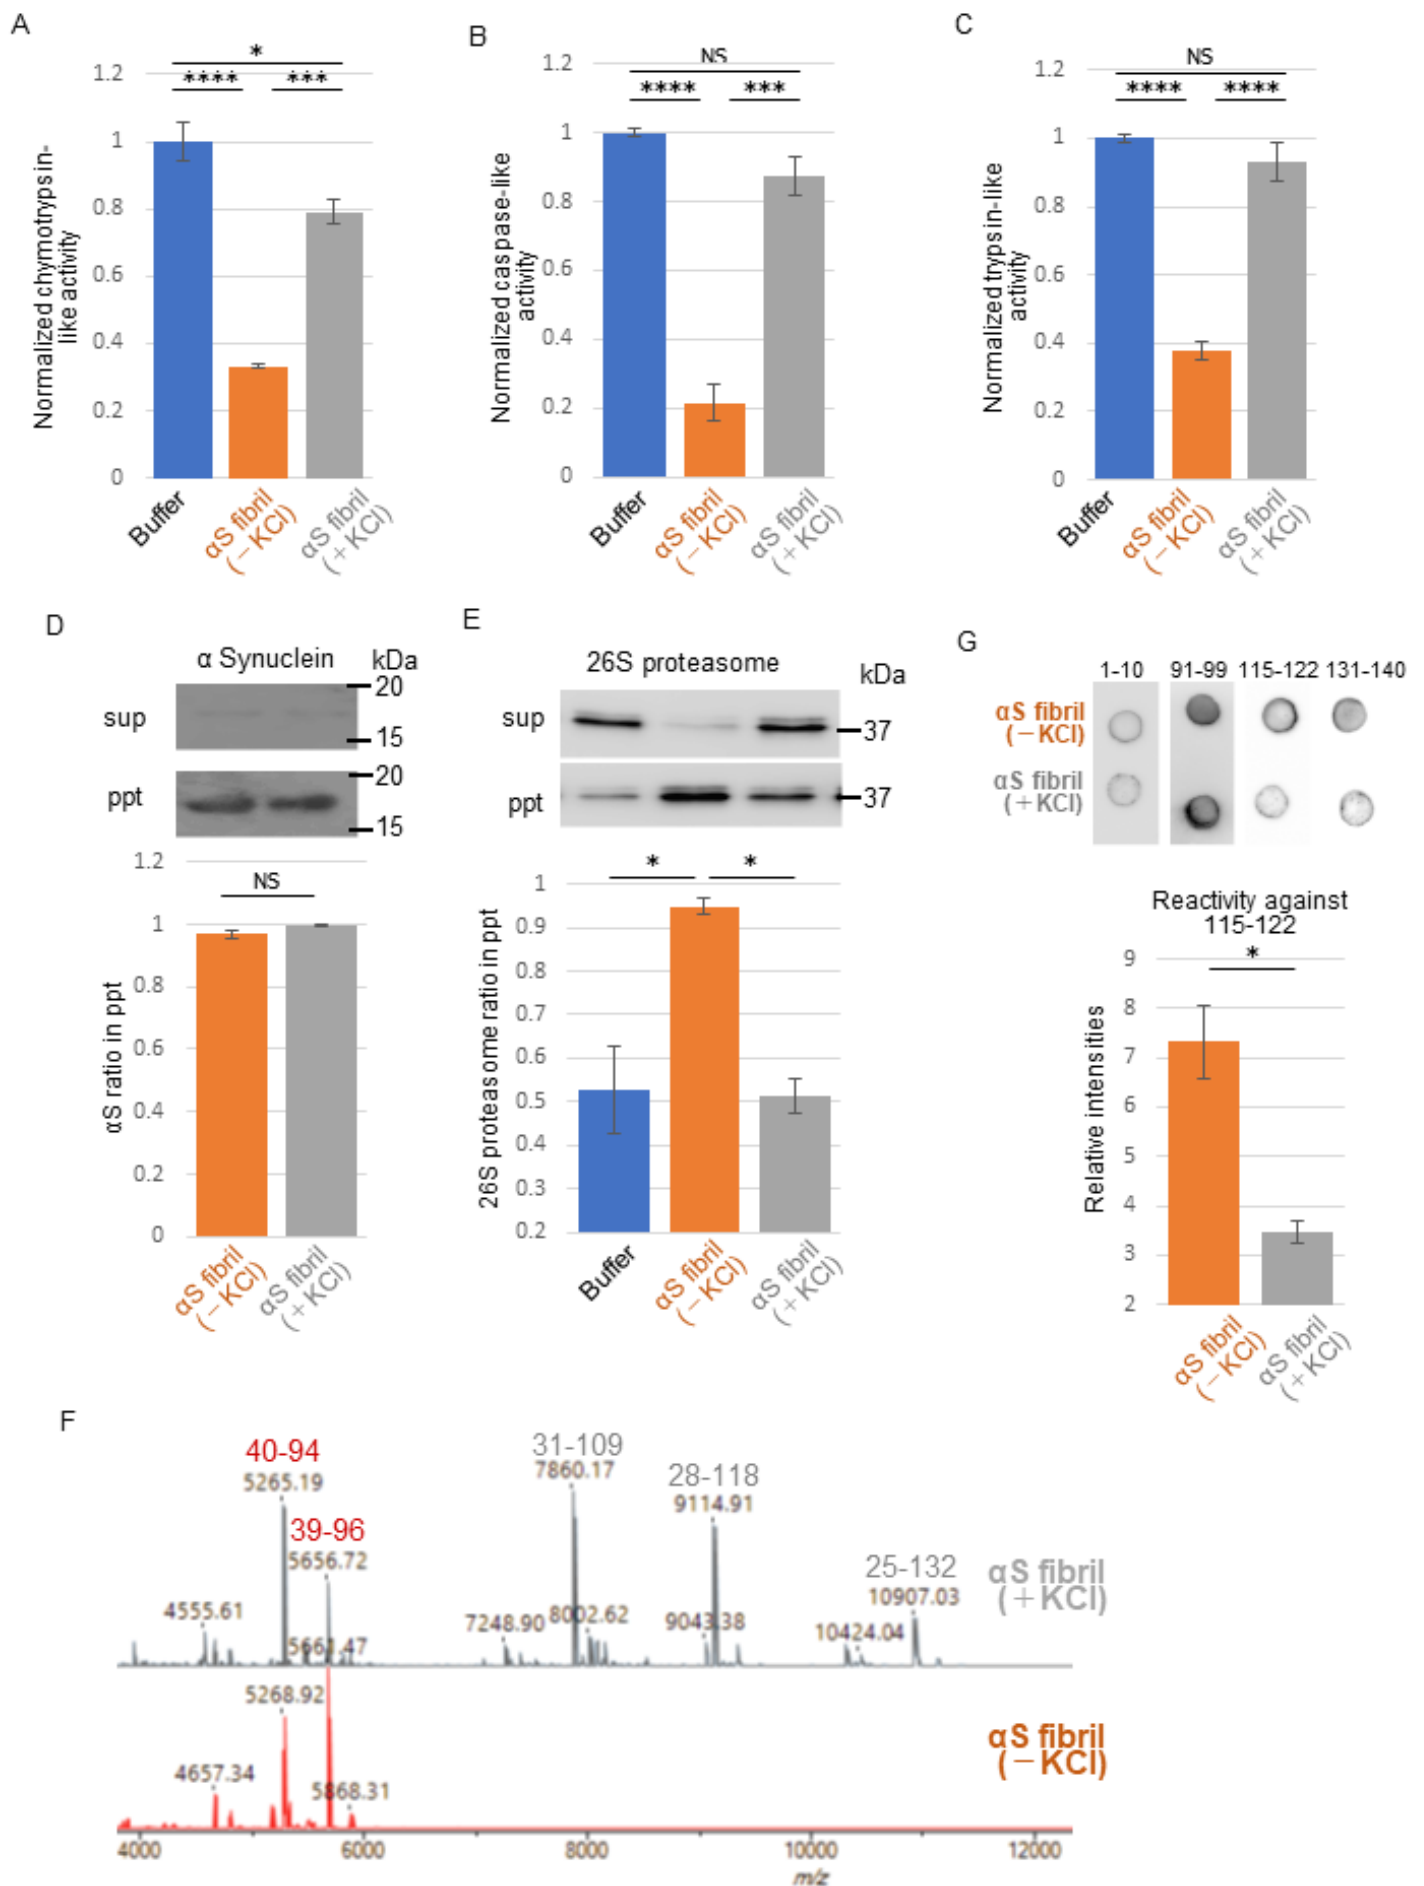 A
*
**** ***
1.2
1
0.8
0.6
0.4
0.2
0
Normalized chymotrypsin-
like activity
Buffer
αS fibril
(－KCl)
αS fibril
(＋KCl)
B
NS
**** ***
1.2
1
0.8
0.6
0.4
0.2
0
Normalized caspase-like
activity
Buffer
αS fibril
(－KCl)
αS fibril
(＋KCl)
C
NS
**** ****
1.2
1
0.8
0.6
0.4
0.2
0
Normalized trypsin-like
activity
Buffer
αS fibril
(－KCl)
αS fibril
(＋KCl)
D
α Synuclein
kDa
sup
20
15
ppt
20
15
NS
1.2
1
0.8
0.6
0.4
0.2
0
αS ratio in ppt
αS fibril
(－KCl)
αS fibril
(＋KCl)
E
26S proteasome
kDa
sup
37
ppt
37
* *
1
0.9
0.8
0.7
0.6
0.5
0.4
0.3
0.2
26S proteasome ratio in ppt
Buffer
αS fibril
(－KCl)
αS fibril
(＋KCl)
G
1-10 91-99 115-122 131-140
αS fibril
(－KCl)
αS fibril
(＋KCl)
Reactivity against
115-122
*
9
8
7
6
5
4
3
2
Relative intensities
αS fibril
(－KCl)
αS fibril
(＋KCl)
F
40-94
5265.19
39-96
5656.72
31-109
7860.17
28-118
9114.91
25-132
10907.03
4555.61
5661.47
7248.90
8002.62
9043.38
10424.04
αS fibril
(＋KCl)
5268.92
4657.34
5868.31
αS fibril
(－KCl)
4000 6000 8000 10000 12000
m/z